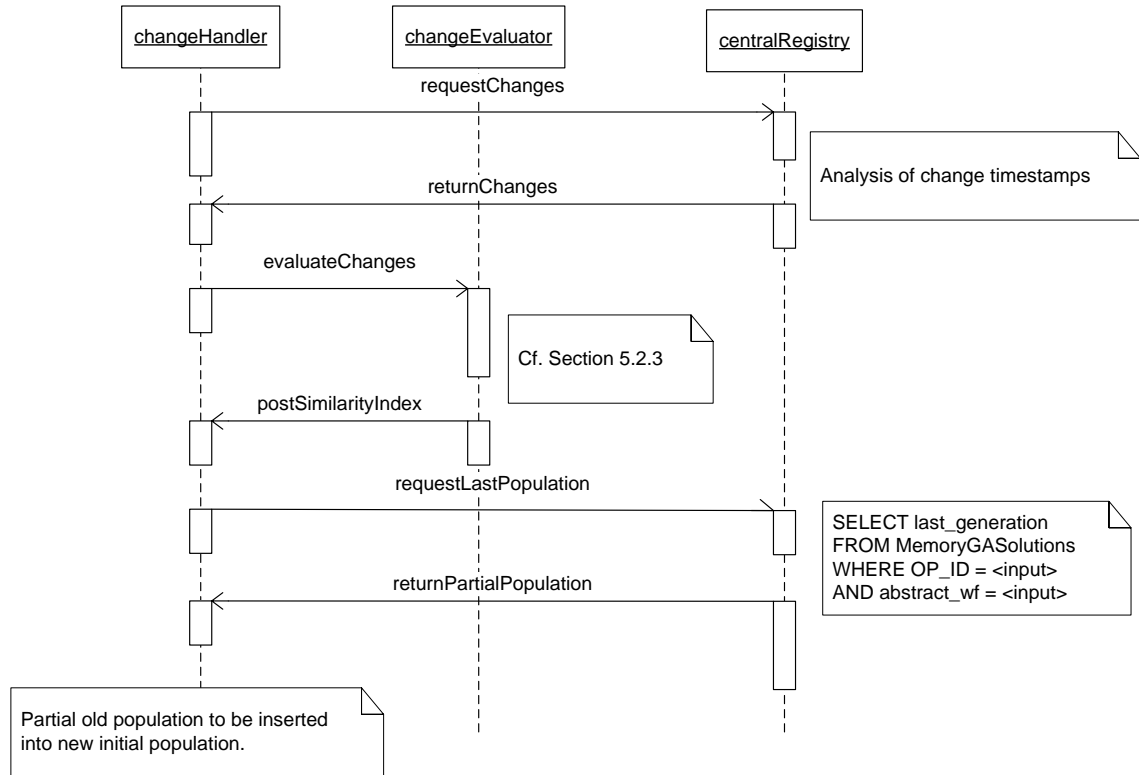 changeHandler
changeEvaluator
centralRegistry
requestChanges
Analysis of change timestamps
returnChanges
evaluateChanges
Cf. Section 5.2.3
postSimilarityIndex
requestLastPopulation
SELECT last_generation
FROM MemoryGASolutions
WHERE OP_ID = <input>
AND abstract_wf = <input>
returnPartialPopulation
Partial old population to be inserted
into new initial population.